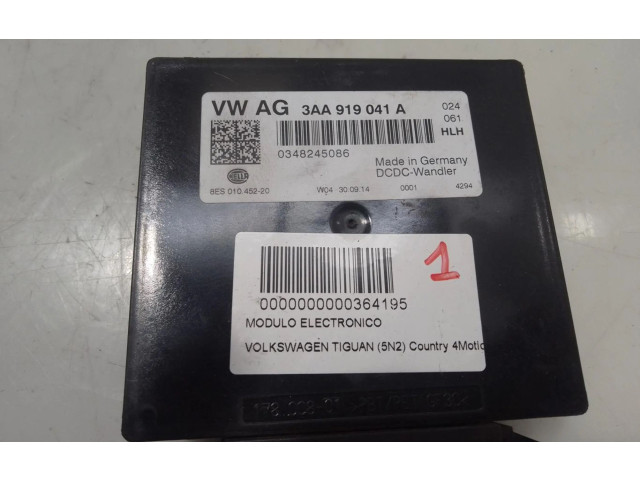 VW AG 3AA 919 041 A 024
061
HLH
0348245086
Made in Germany
DCDC-Wandler
HELLA
8ES 010 452-20 W04 30.09.14 0001 4294
1
0000000000364195
MODULO ELECTRONICO
VOLKSWAGEN TIGUAN (5N2) Country 4Motio